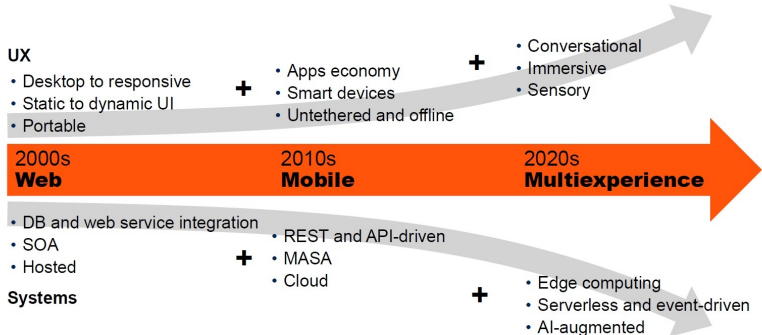 UX
• Desktop to responsive
• Static to dynamic UI
• Portable
+
• Apps economy
• Smart devices
• Untethered and offline
+
• Conversational
• Immersive
• Sensory
2000s
Web
2010s
Mobile
2020s
Multiexperience
• DB and web service integration
• SOA
• Hosted
Systems
+
• REST and API-driven
• MASA
• Cloud
+
• Edge computing
• Serverless and event-driven
• AI-augmented